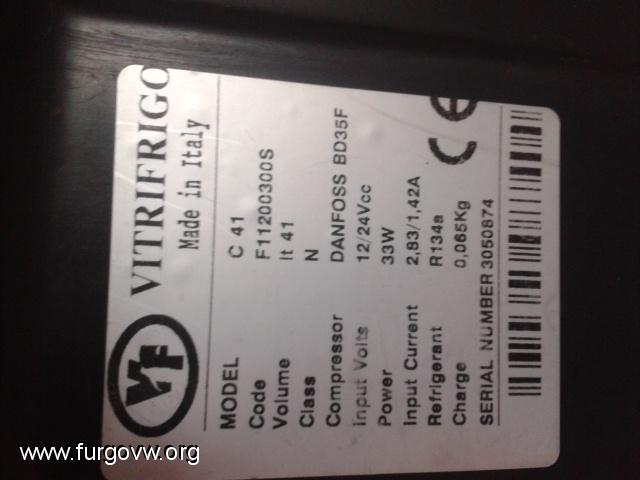 VF VITRIFRIGO
Made in Italy
CE
MODEL C 41
Code F11200300S
Volume lt 41
Class N
Compressor DANFOSS BD35F
Input Volts 12/24Vcc
Power 33W
Input Current 2,83/1,42A
Refrigerant R134a
Charge 0,065Kg
SERIAL NUMBER 3050874
www.furgovw.org